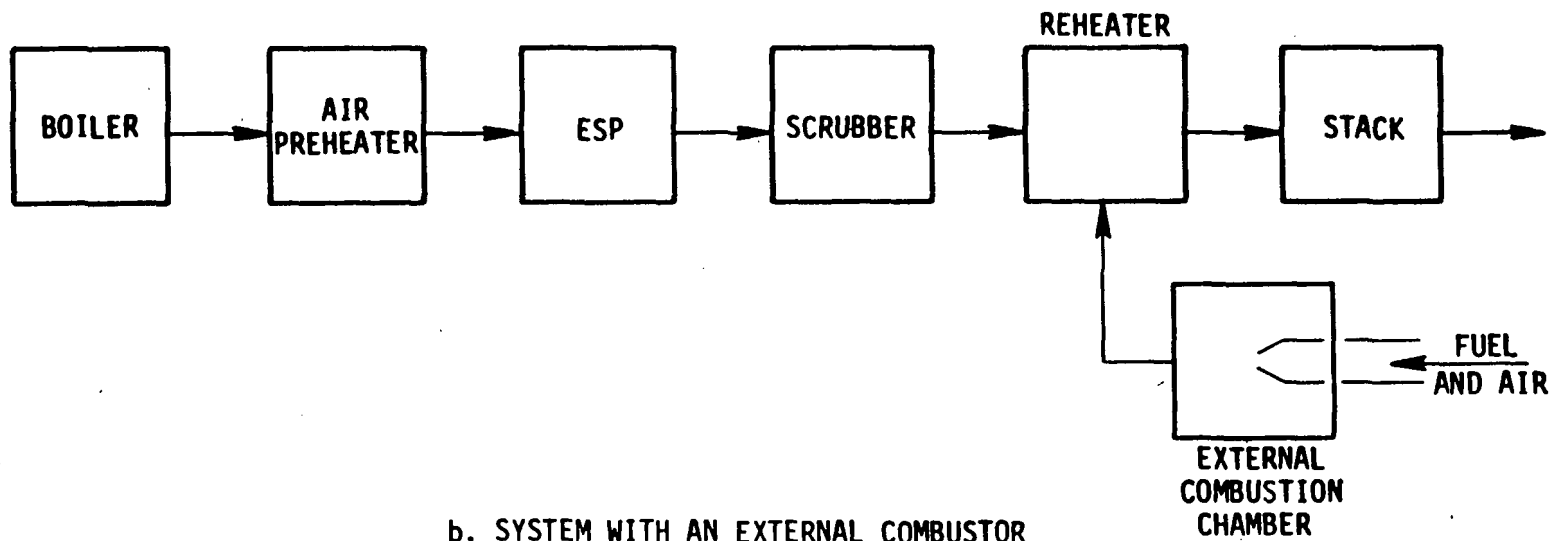 REHEATER
BOILER
AIR
PREHEATER
ESP
SCRUBBER
STACK
FUEL
AND AIR
EXTERNAL
COMBUSTION
CHAMBER
b. SYSTEM WITH AN EXTERNAL COMBUSTOR